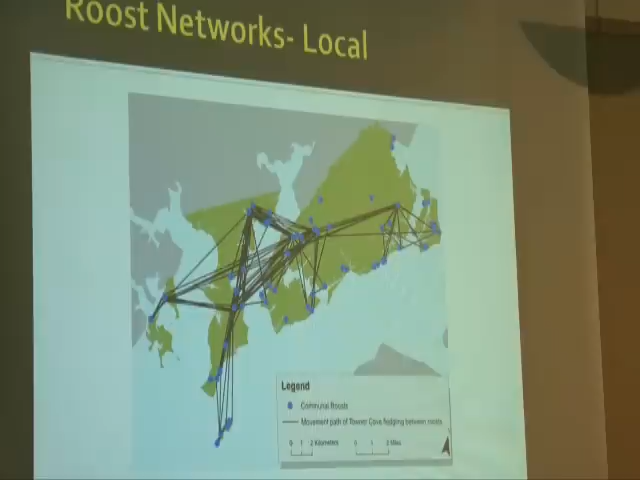 Roost Networks- Local
Legend
Communal Roosts
Movement path of Tower Cove fledgling between roosts
0 1 2 Kilometers 0 1 2 Miles